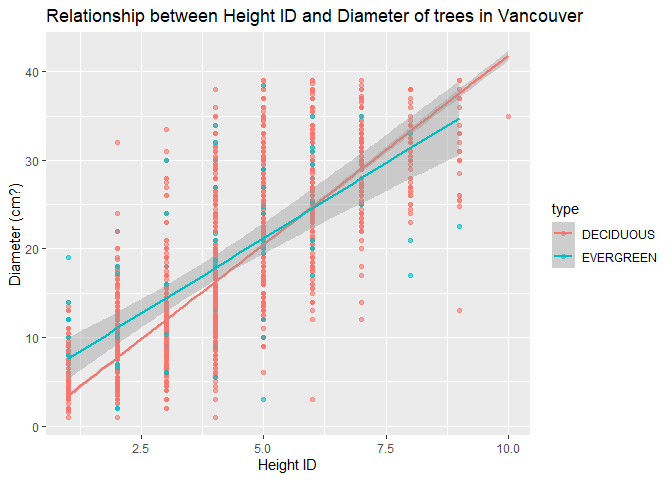 Relationship between Height ID and Diameter of trees in Vancouver
40
30
20
10
0
Diameter (cm?)
2.5
5.0
7.5
10.0
Height ID
type
DECIDUOUS
EVERGREEN